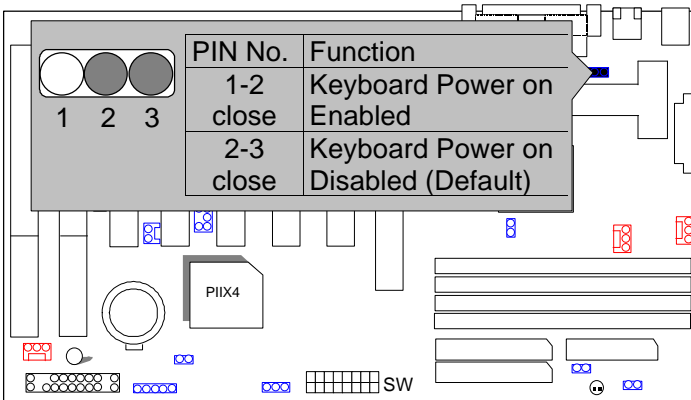 PIN No. Function
1-2 close Keyboard Power on Enabled
2-3 close Keyboard Power on Disabled (Default)
1 2 3
PIIX4
SW